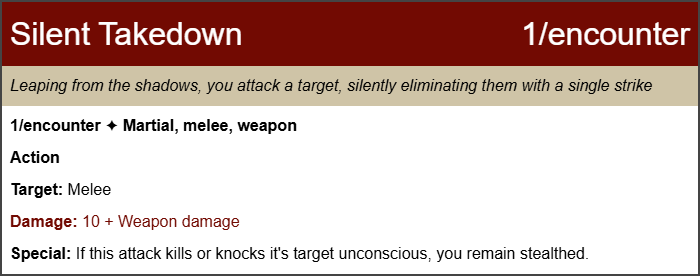 Silent Takedown 1/encounter
Leaping from the shadows, you attack a target, silently eliminating them with a single strike
1/encounter ✦ Martial, melee, weapon
Action
Target: Melee
Damage: 10 + Weapon damage
Special: If this attack kills or knocks it's target unconscious, you remain stealthed.